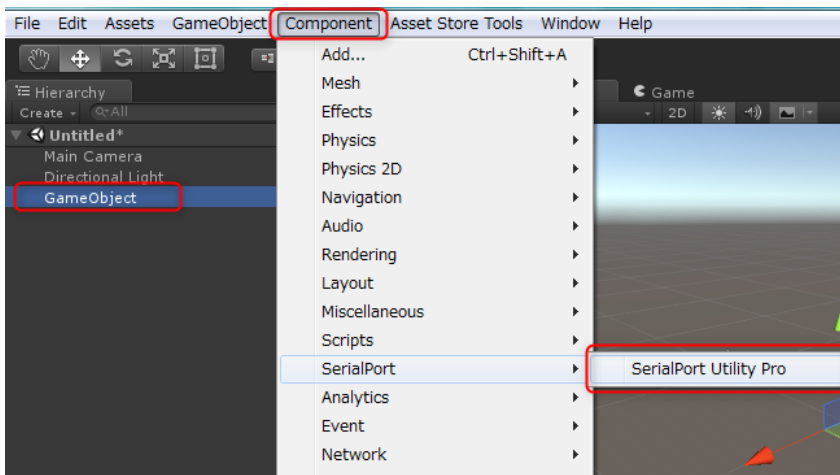 File Edit Assets GameObject Component Asset Store Tools Window Help
Add... Ctrl+Shift+A
Hierarchy
Create All
Untitled*
Main Camera
Directional Light
GameObject
Mesh
Effects
Physics
Physics 2D
Navigation
Audio
Rendering
Layout
Miscellaneous
Scripts
SerialPort
SerialPort Utility Pro
Analytics
Event
Network
Game
2D